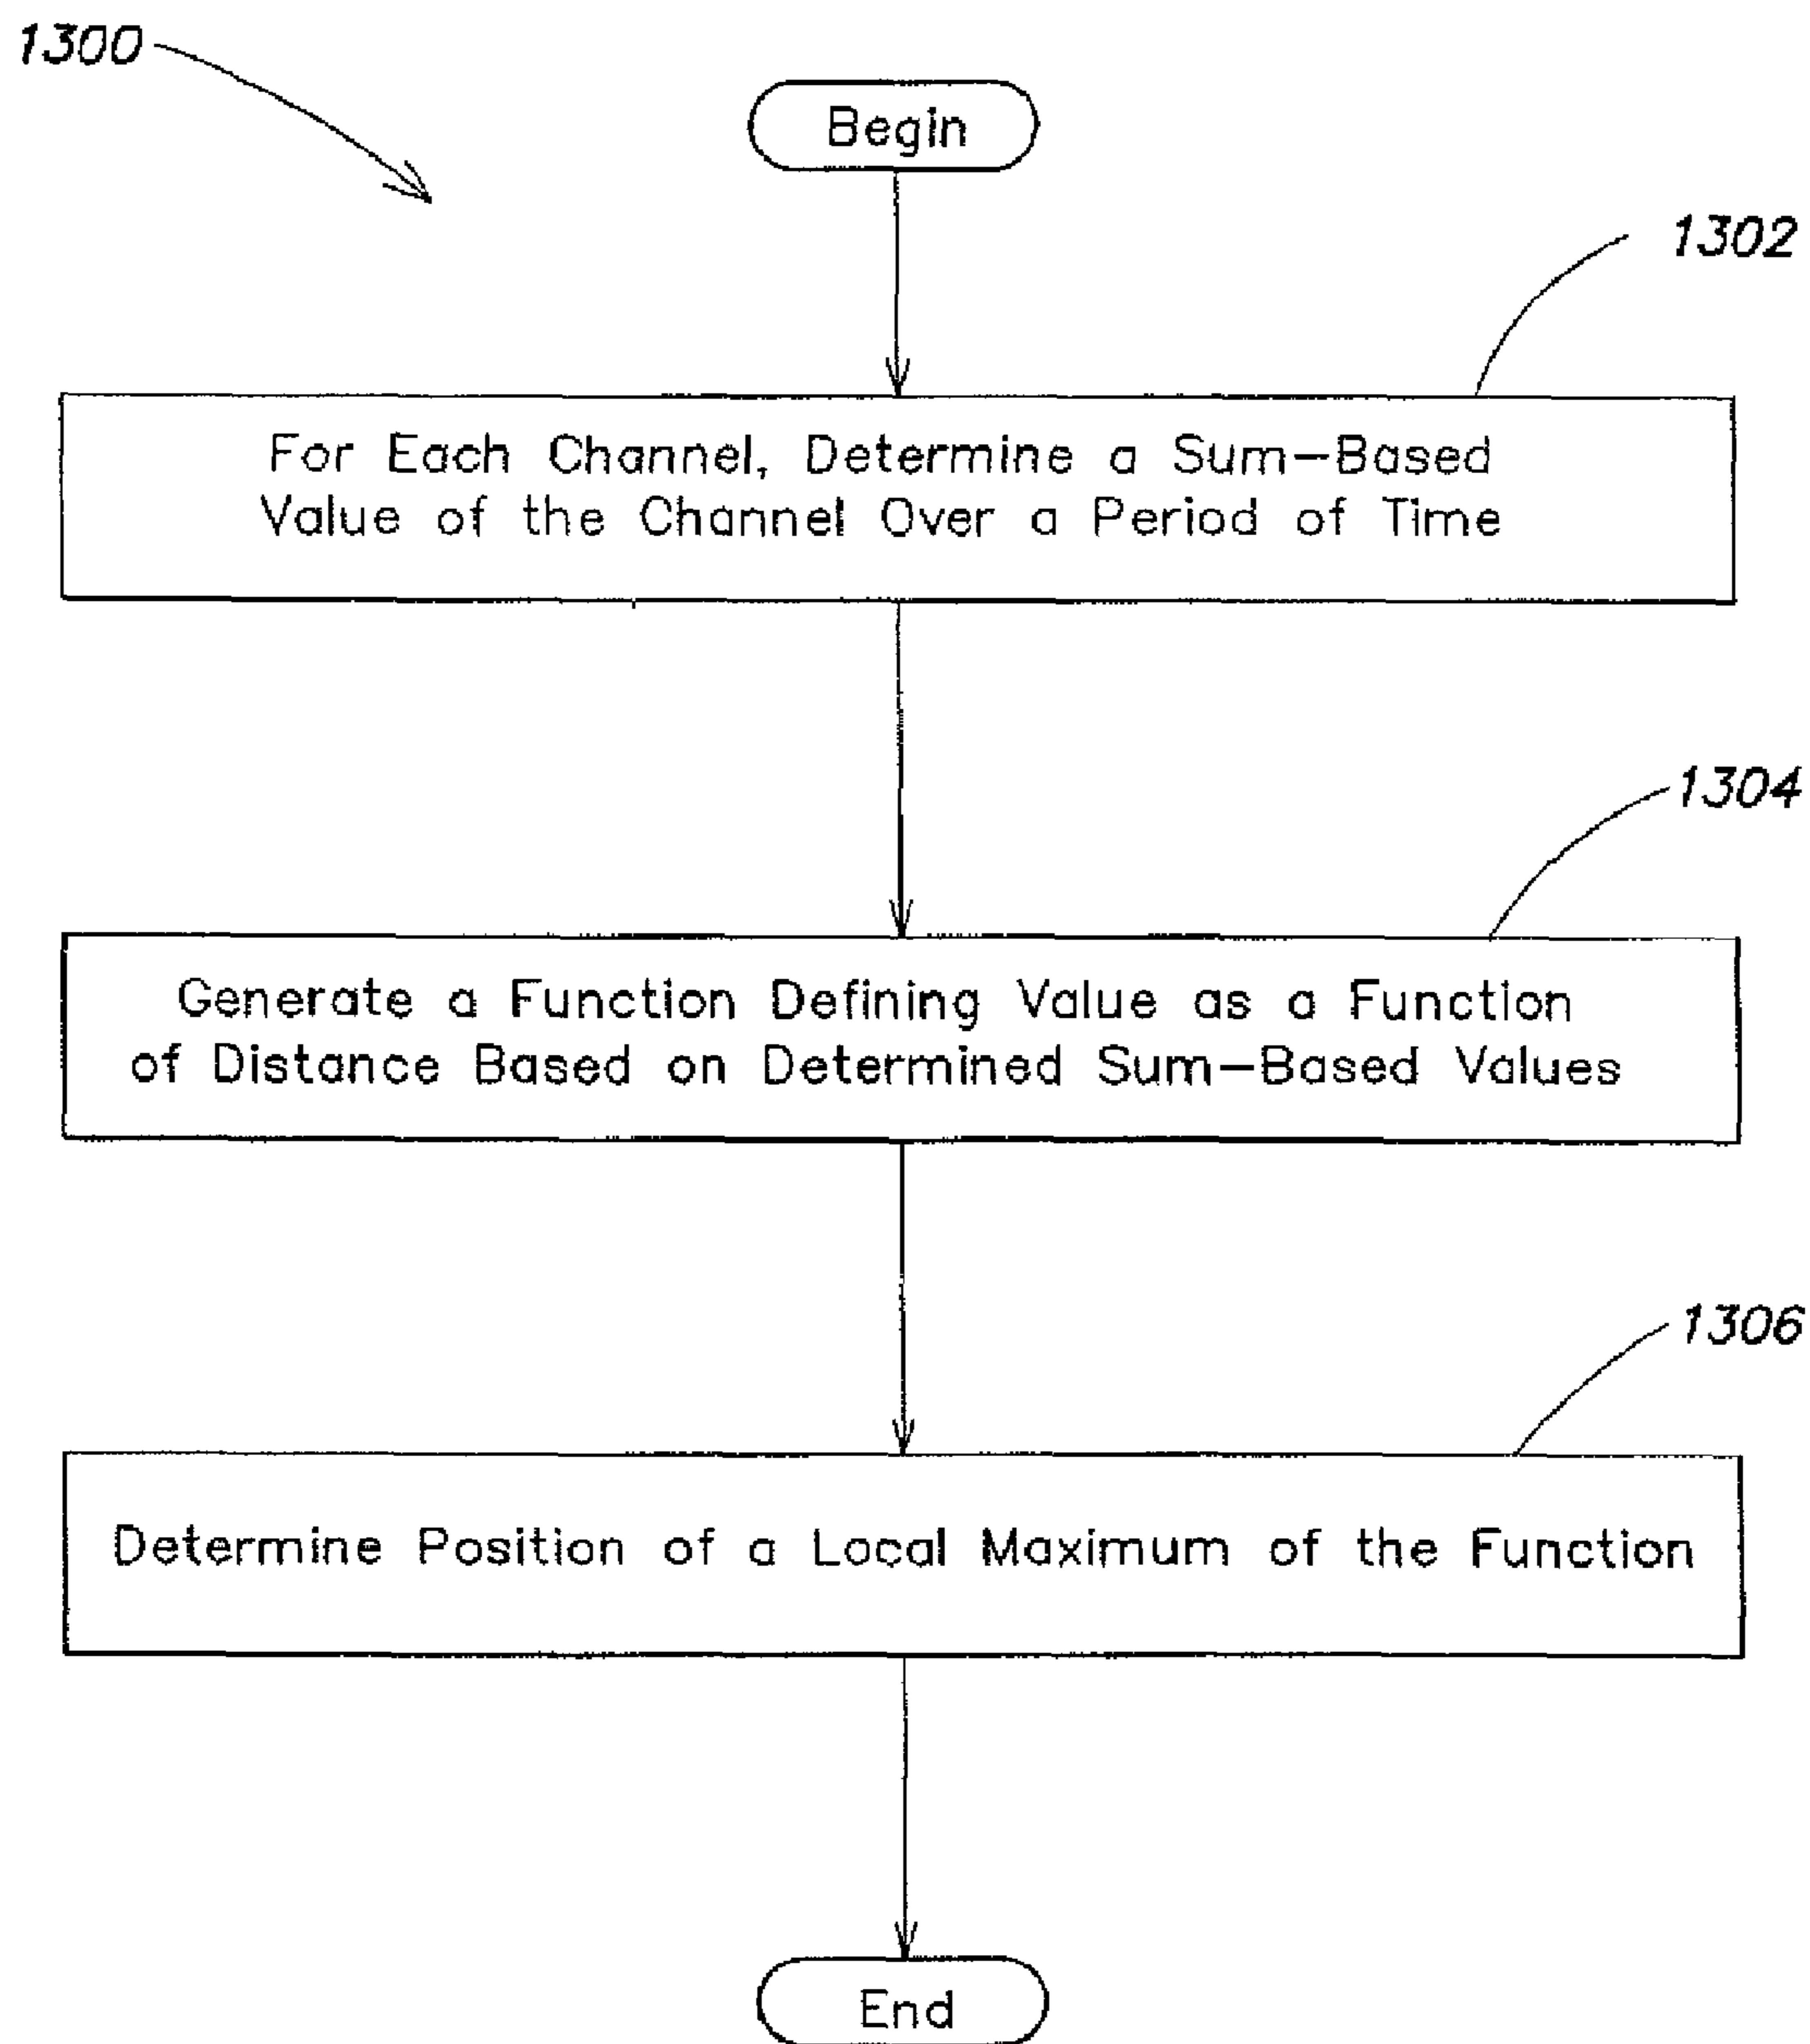 1300
Begin
1302
For Each Channel, Determine a Sum-Based
Value of the Channel Over a Period of Time
1304
Generate a Function Defining Value as a Function
of Distance Based on Determined Sum-Based Values
1306
Determine Position of a Local Maximum of the Function
End